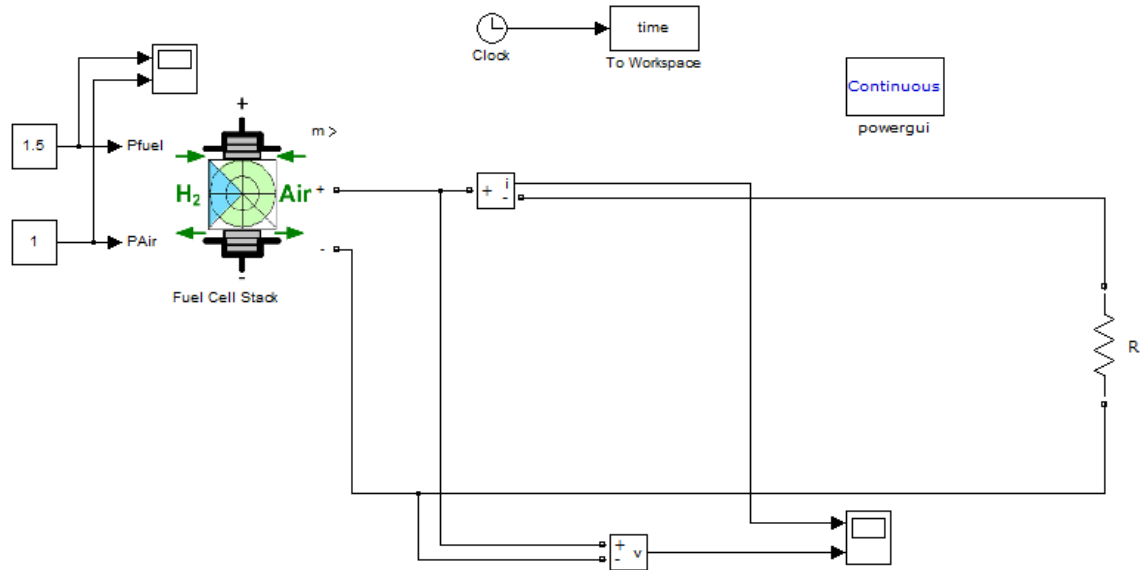 time
Clock
To Workspace
Continuous
powergui
+
m >
1.5
Pfuel
H₂
Air
+
+
i
-
1
PAir
-
-
Fuel Cell Stack
R
+
-
v